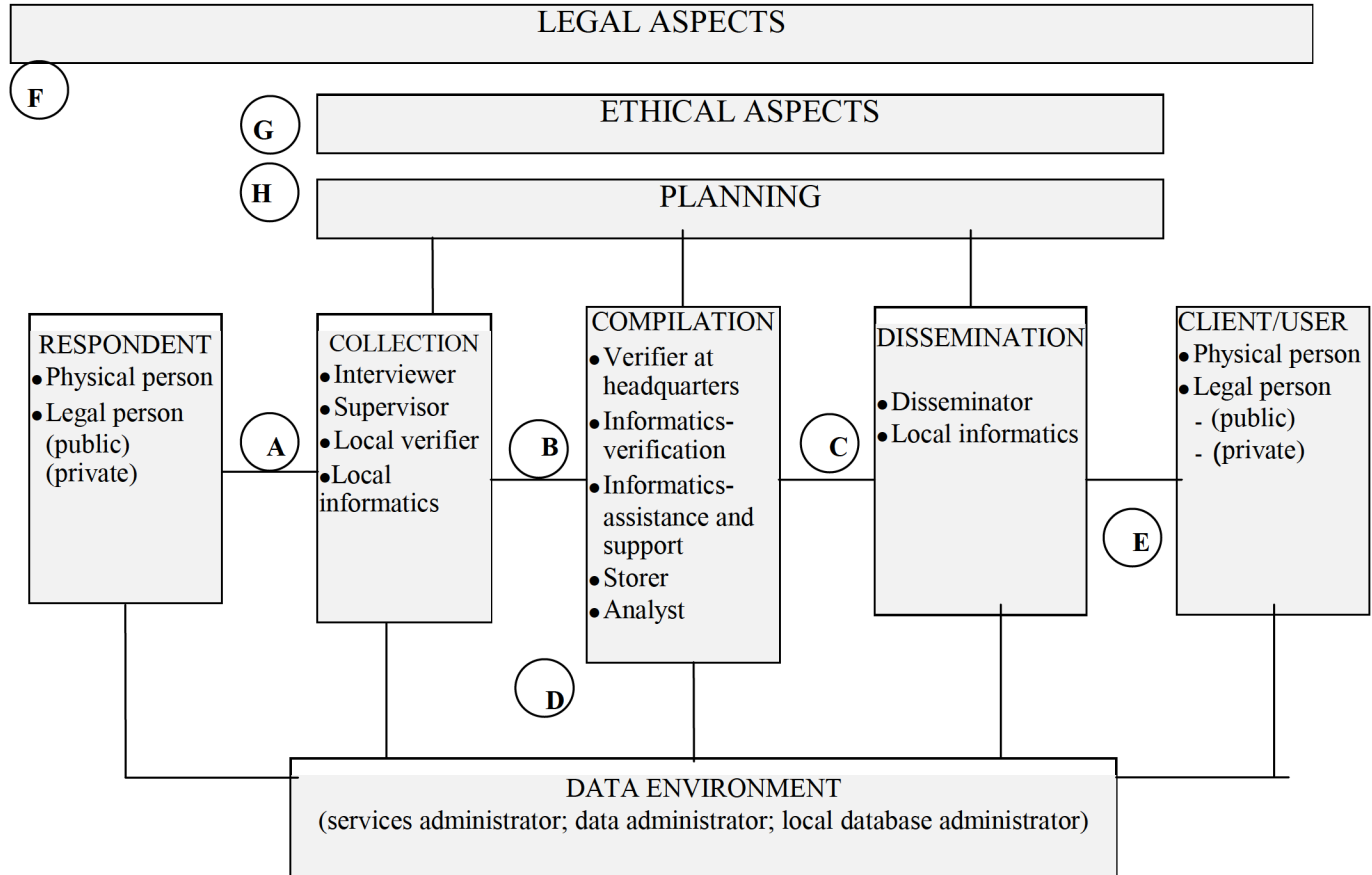 LEGAL ASPECTS
F
ETHICAL ASPECTS
G
PLANNING
H
RESPONDENT
●Physical person
●Legal person
(public)
(private)
A
COLLECTION
●Interviewer
●Supervisor
●Local verifier
●Local
informatics
B
COMPILATION
●Verifier at
headquarters
●Informatics-
verification
●Informatics-
assistance and
support
●Storer
●Analyst
C
DISSEMINATION
●Disseminator
●Local informatics
E
CLIENT/USER
●Physical person
●Legal person
- (public)
- (private)
D
DATA ENVIRONMENT
(services administrator; data administrator; local database administrator)